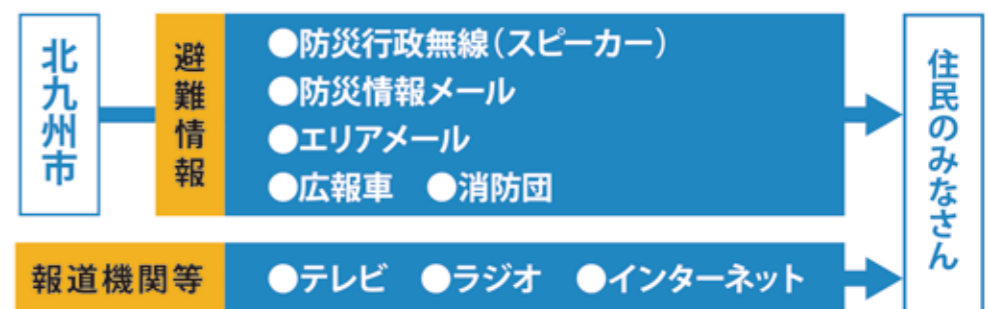 北九州市
避難情報
●防災行政無線(スピーカー)
●防災情報メール
●エリアメール
●広報車 ●消防団
住民のみなさん
報道機関等
●テレビ ●ラジオ ●インターネット